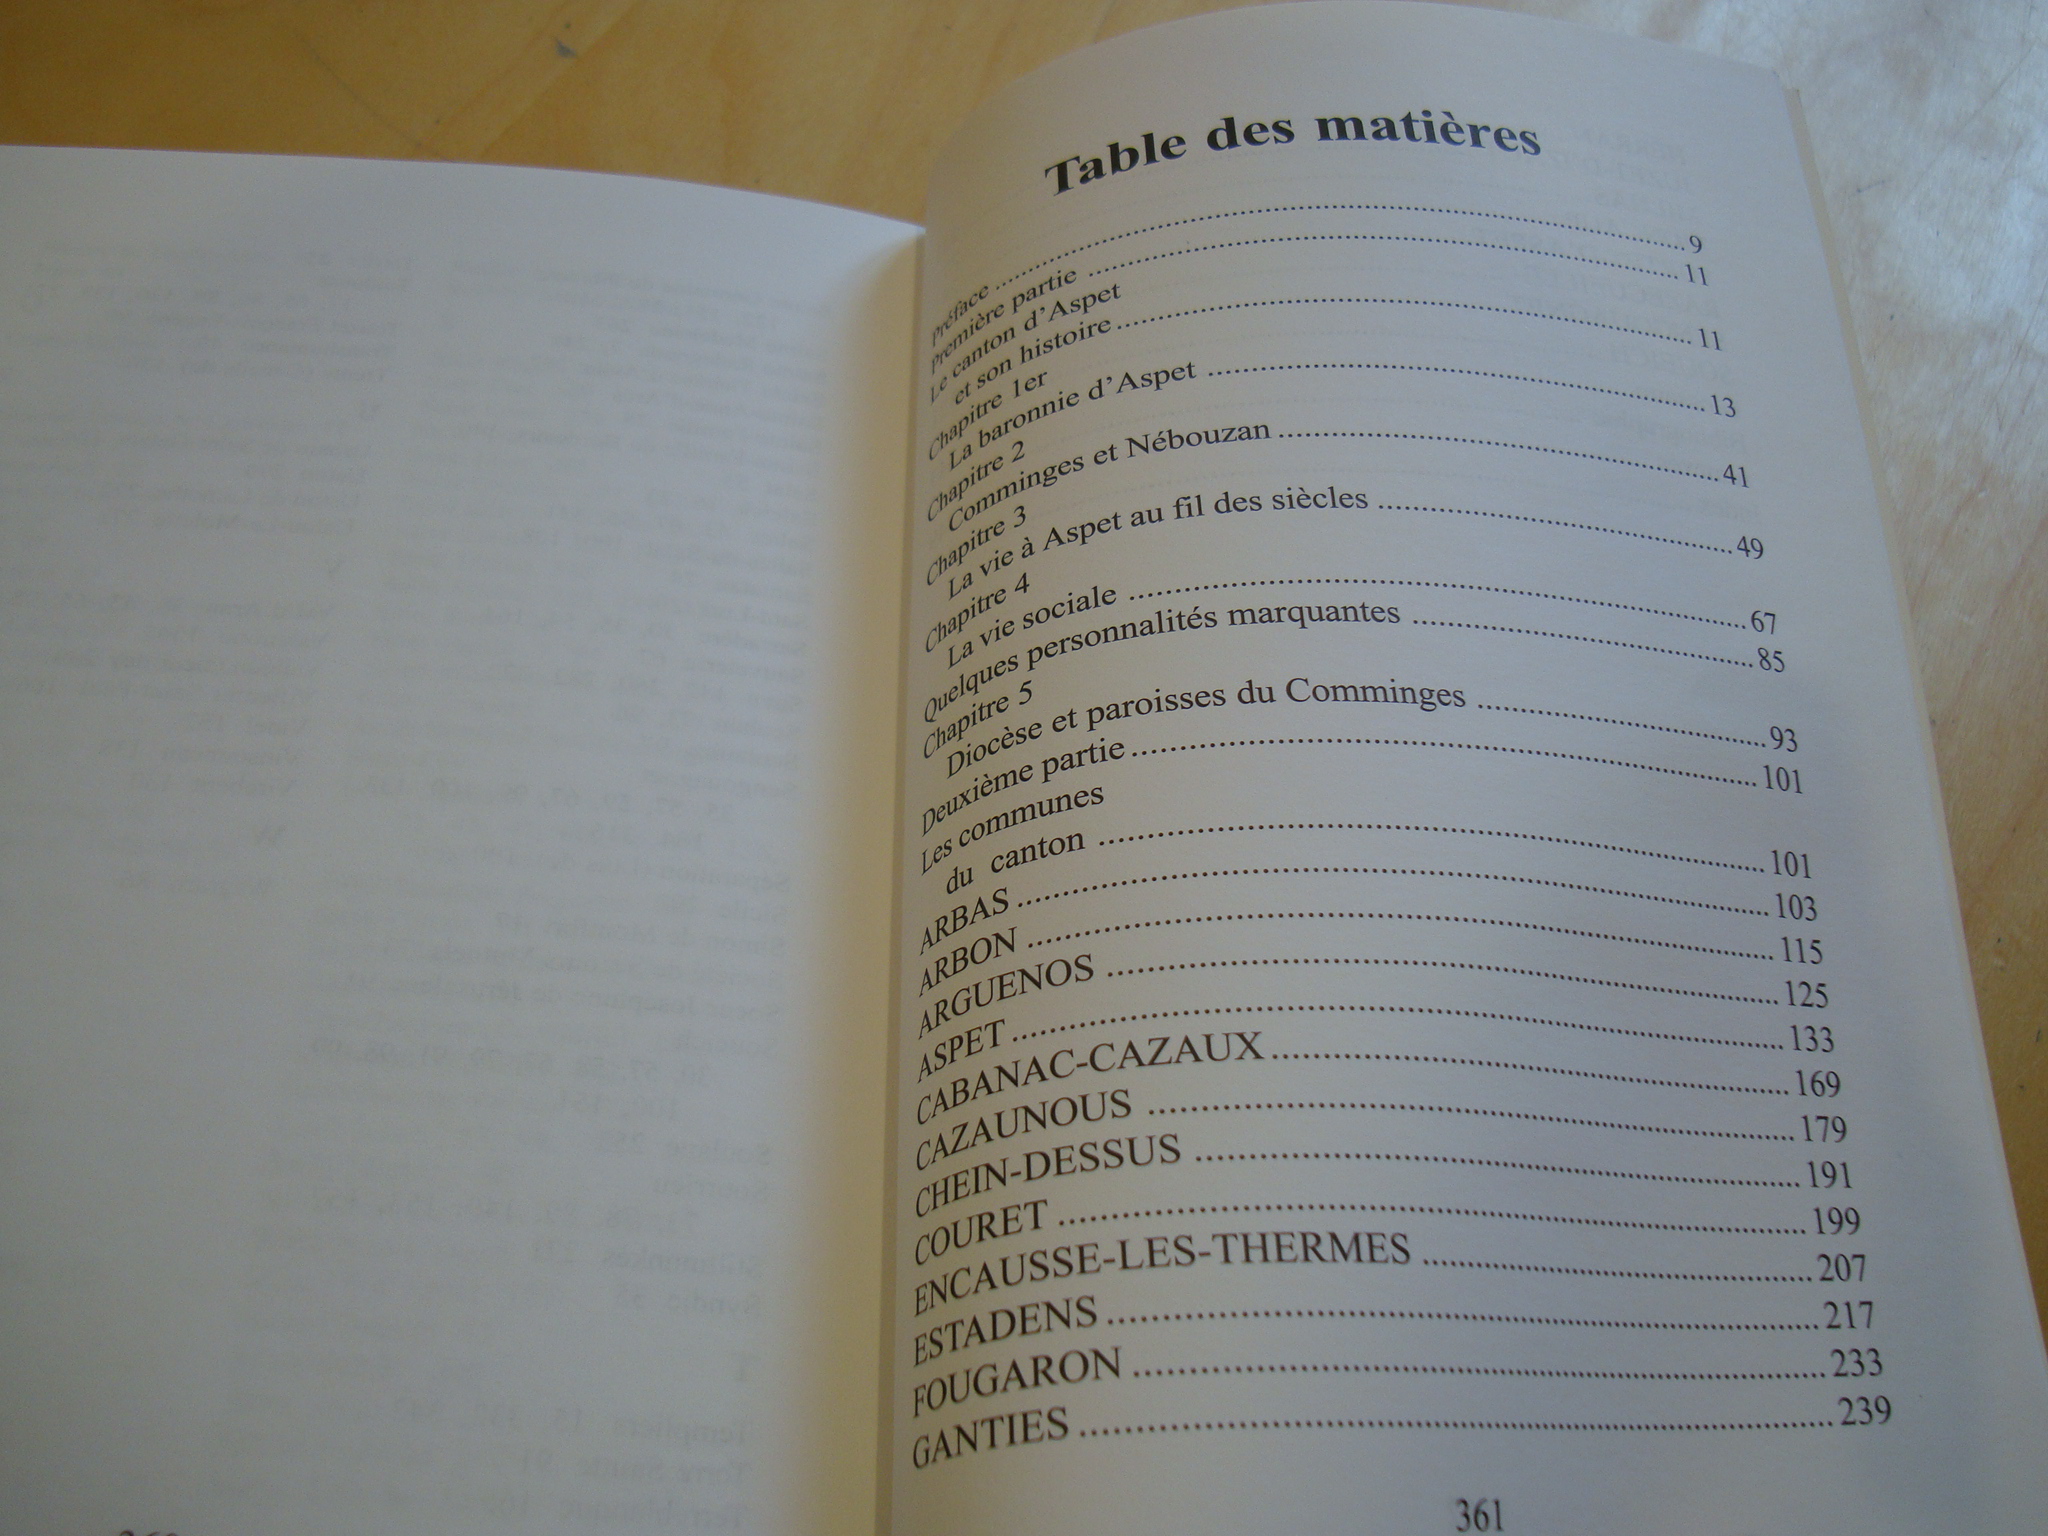 Table des matières
Préface ........ 9
Première partie ........ 11
Le canton d'Aspet
et son histoire ........ 11
Chapitre 1er
La baronnie d'Aspet ........ 13
Chapitre 2
Comminges et Nébouzan ........ 41
Chapitre 3
La vie à Aspet au fil des siècles ........ 49
Chapitre 4
La vie sociale ........ 67
Quelques personnalités marquantes ........ 85
Chapitre 5
Diocèse et paroisses du Comminges ........ 93
Deuxième partie ........ 101
Les communes
du canton ........ 101
ARBAS ........ 103
ARBON ........ 115
ARGUENOS ........ 125
ASPET ........ 133
CABANAC-CAZAUX ........ 169
CAZAUNOUS ........ 179
CHEIN-DESSUS ........ 191
COURET ........ 199
ENCAUSSE-LES-THERMES ........ 207
ESTADENS ........ 217
FOUGARON ........ 233
GANTIES ........ 239
361